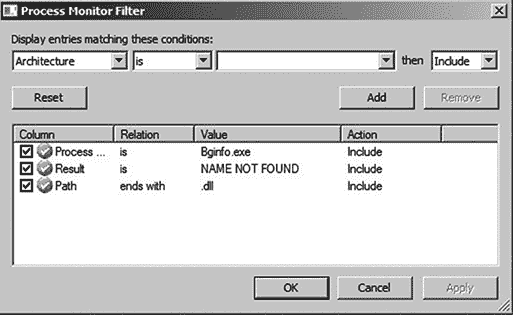 Process Monitor Filter
Display entries matching these conditions:
Architecture is then Include
Reset Add Remove
Column Relation Value Action
Process ... is Bginfo.exe Include
Result is NAME NOT FOUND Include
Path ends with .dll Include
OK Cancel Apply